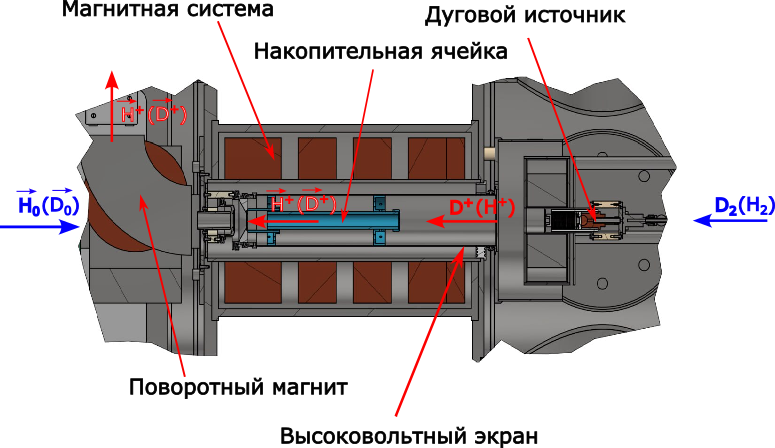 Магнитная система
Дуговой источник
Накопительная ячейка
H⁺(D⁺)
H₀(D₀)
H⁺(D⁺)
D⁺(H⁺)
D₂(H₂)
Поворотный магнит
Высоковольтный экран